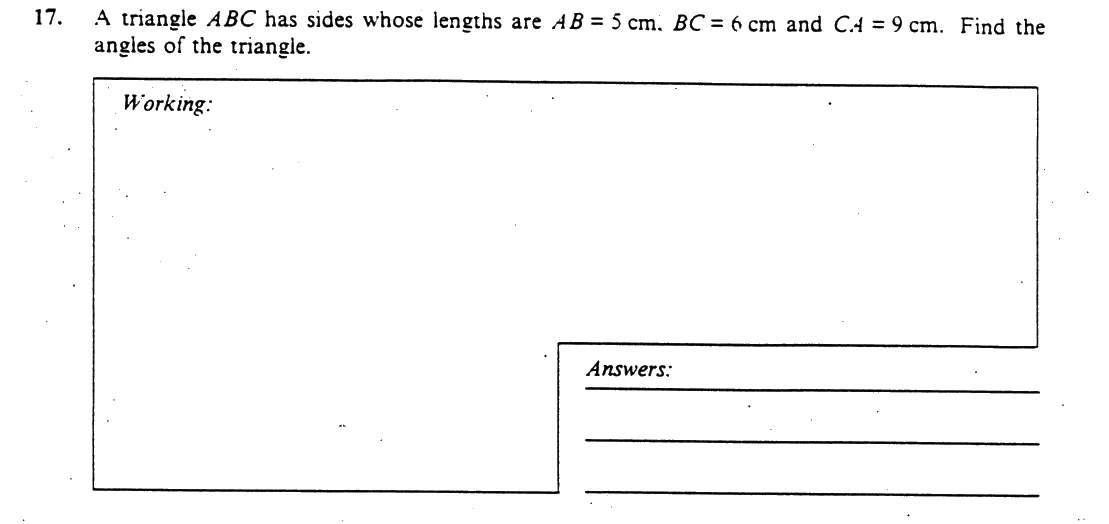 17. A triangle ABC has sides whose lengths are AB = 5 cm. BC = 6 cm and CA = 9 cm. Find the
angles of the triangle.
Working:
Answers: